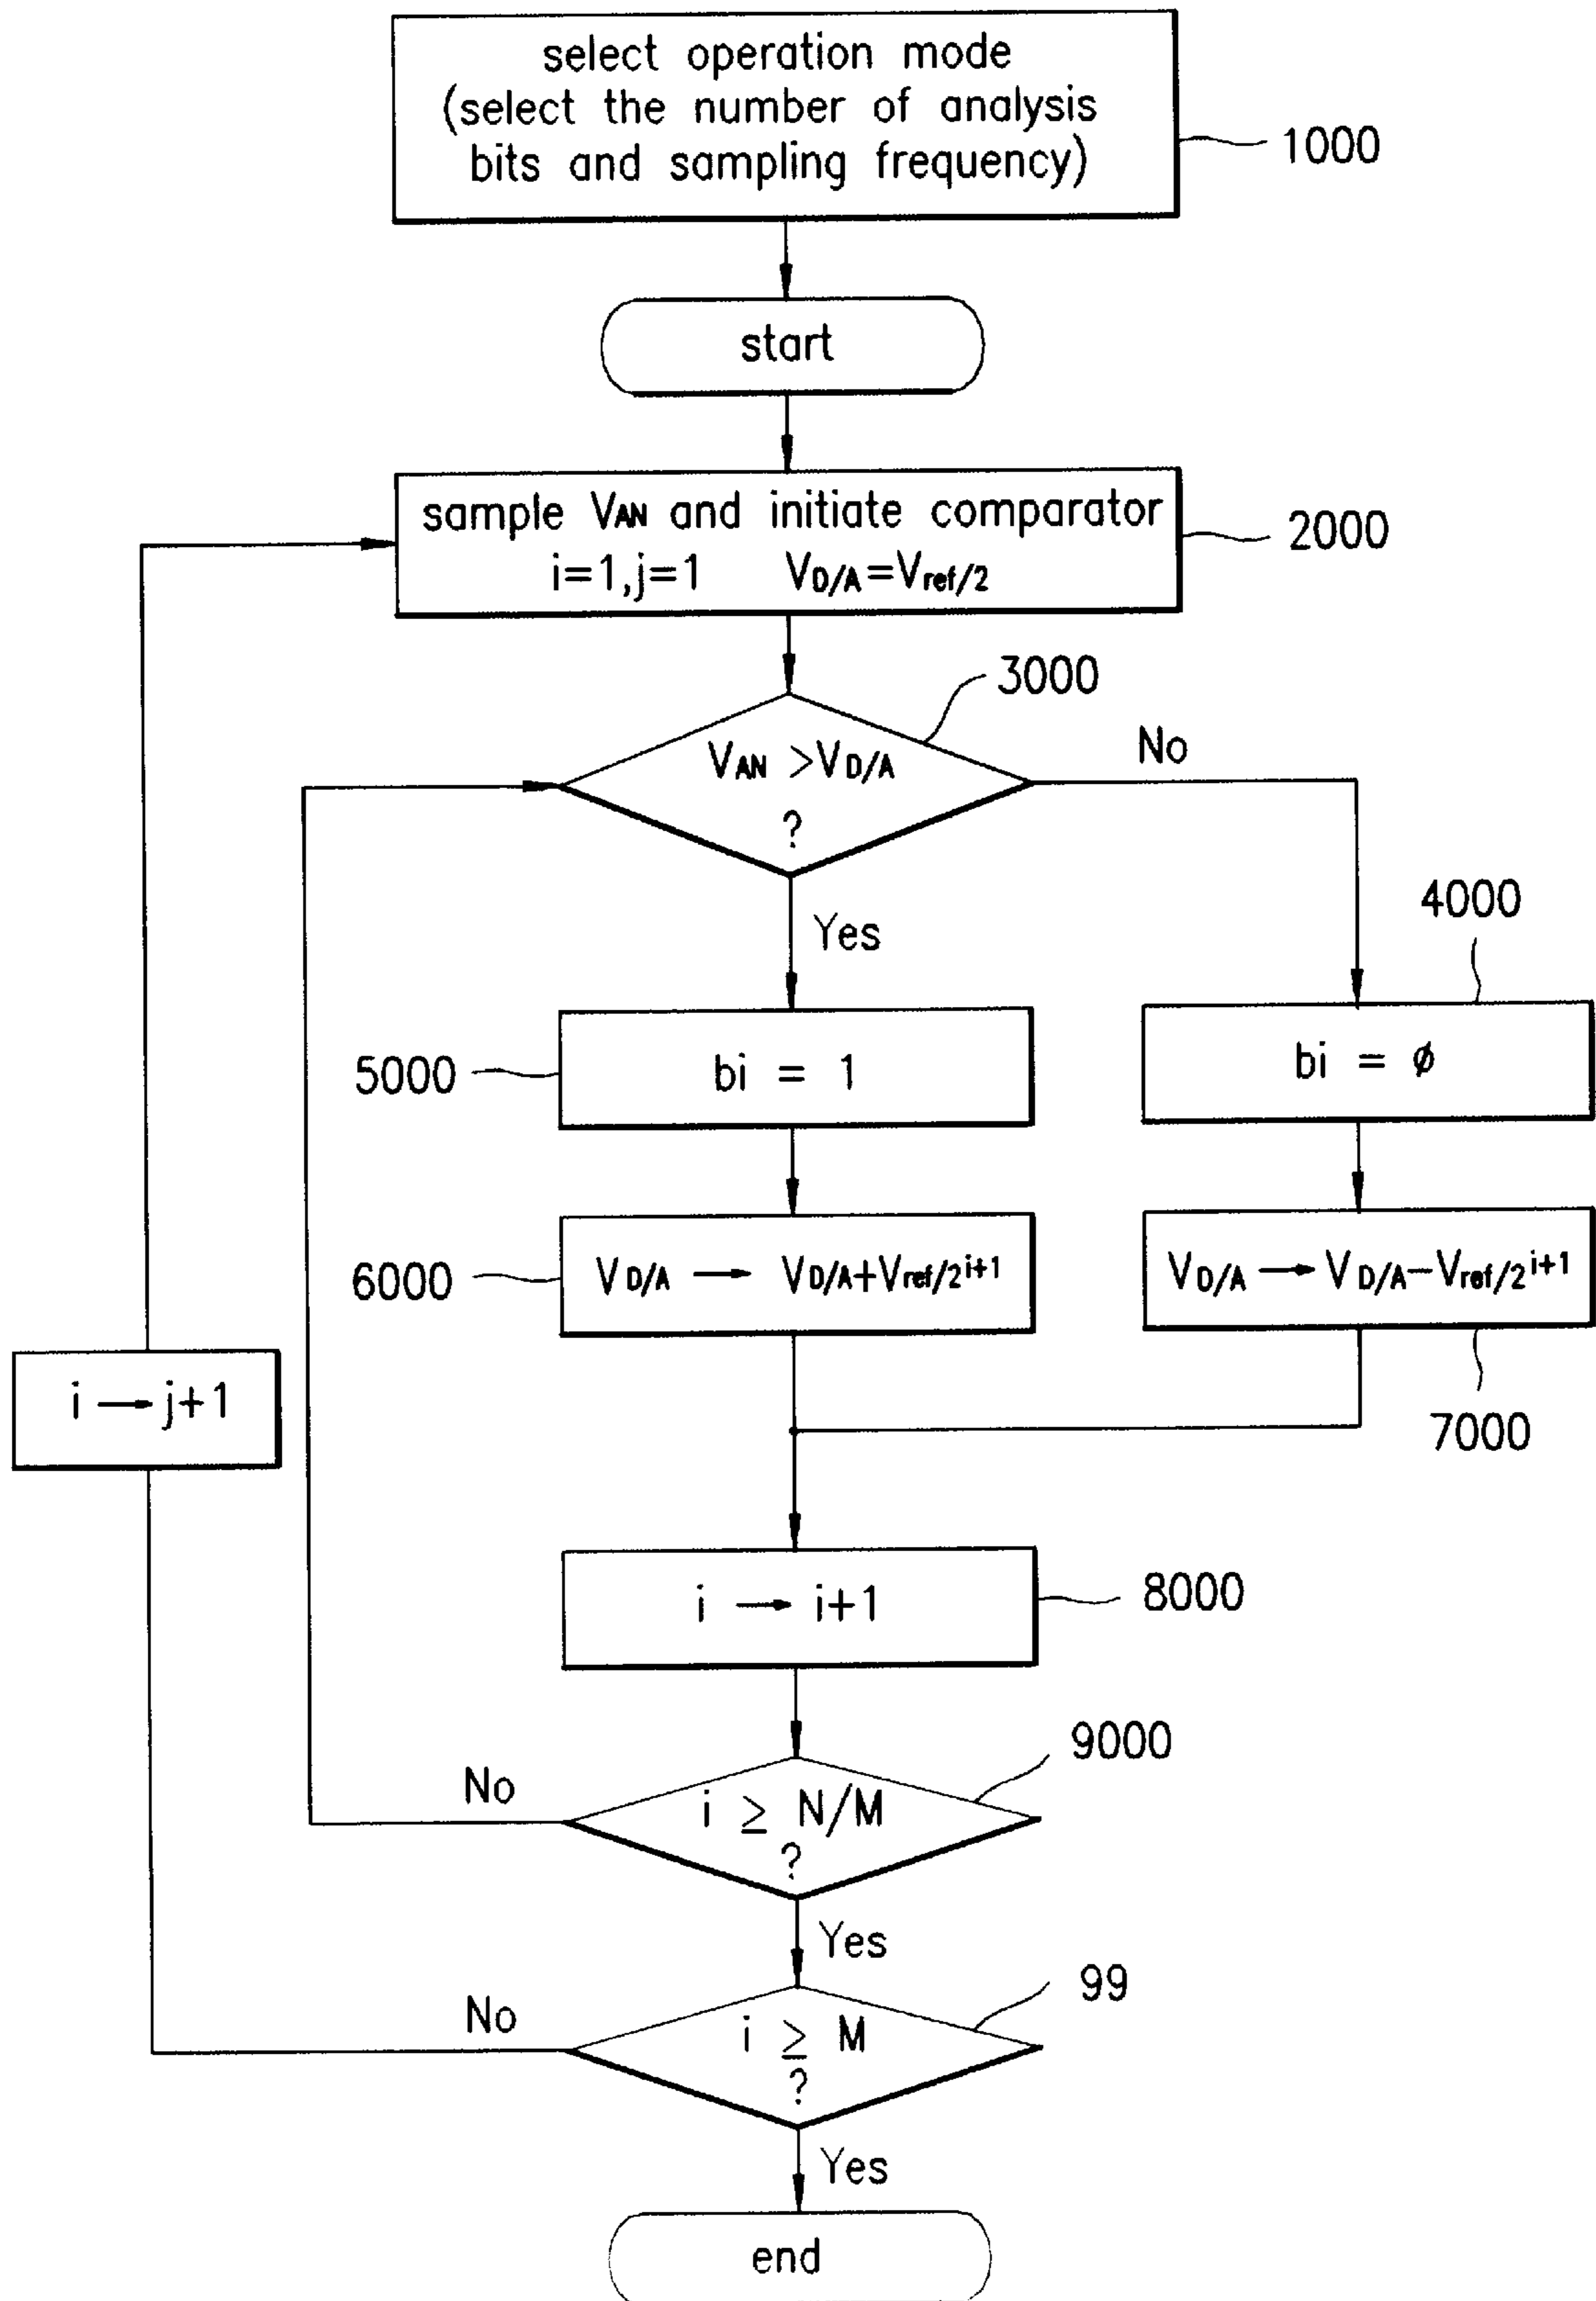 select operation mode
(select the number of analysis
bits and sampling frequency)
1000
start
sample VAN and initiate comparator
i=1,j=1 VD/A=Vref/2
2000
3000
VAN >VD/A
?
No
Yes
4000
5000
bi = 1
bi = ø
6000
VD/A → VD/A+Vref/2^i+1
VD/A → VD/A−Vref/2^i+1
7000
i → j+1
i → i+1
8000
9000
No
i ≥ N/M
?
Yes
99
No
i ≥ M
?
Yes
end